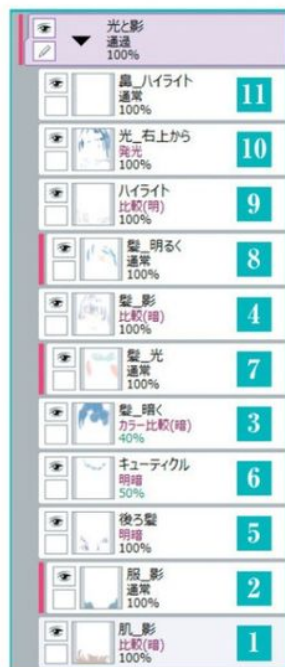 光と影
通過
100%
鼻_ハイライト
通常
100%
11
光_右上から
発光
100%
10
ハイライト
比較(明)
100%
9
髪_明るく
通常
100%
8
髪_影
比較(暗)
100%
4
髪_光
通常
100%
7
髪_暗く
カラー比較(暗)
40%
3
キューティクル
明暗
50%
6
後ろ髪
明暗
100%
5
服_影
通常
100%
2
肌_影
比較(暗)
100%
1